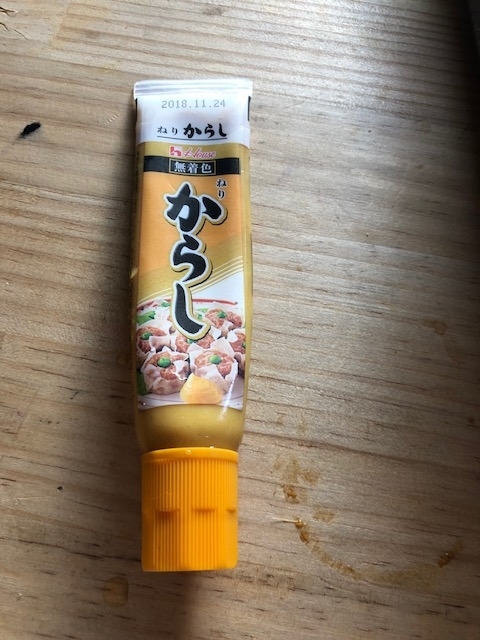 2018.11.24
ねり からし
House
無着色
ねり
からし